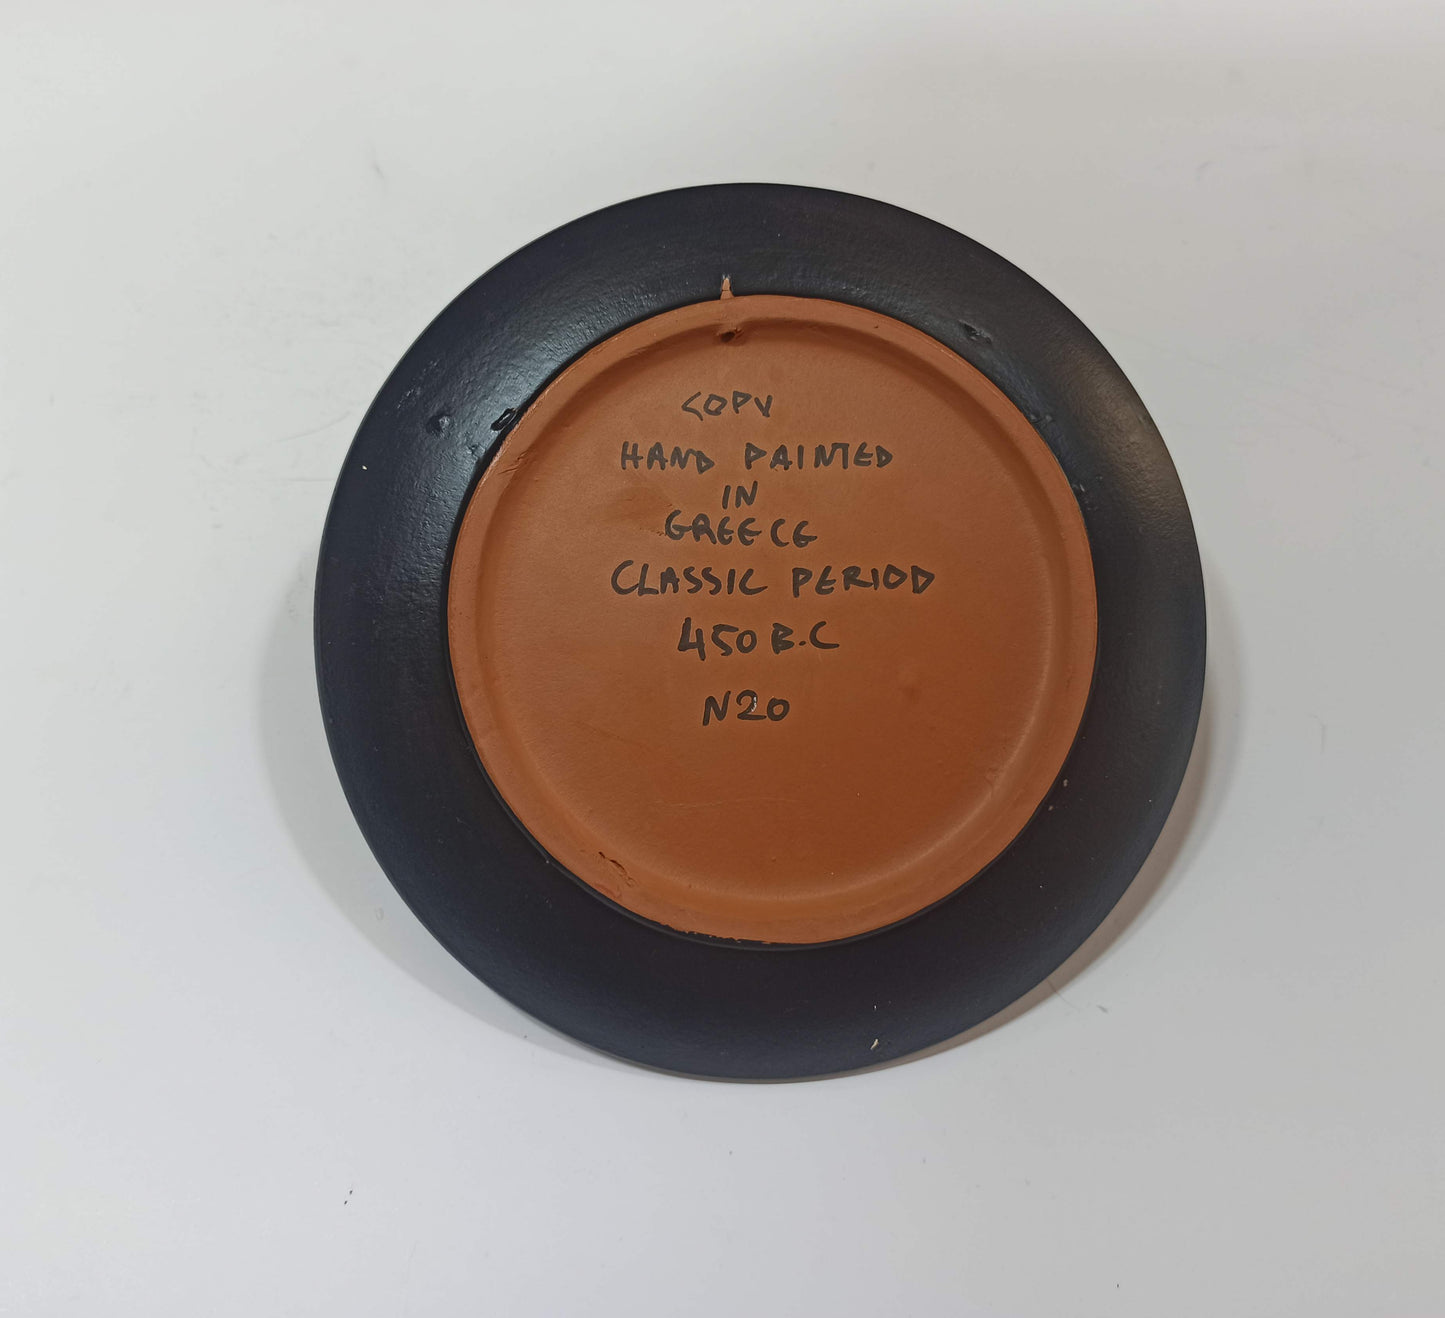 COPY
HAND PAINTED
IN
GREECE
CLASSIC PERIOD
450 B.C
N20